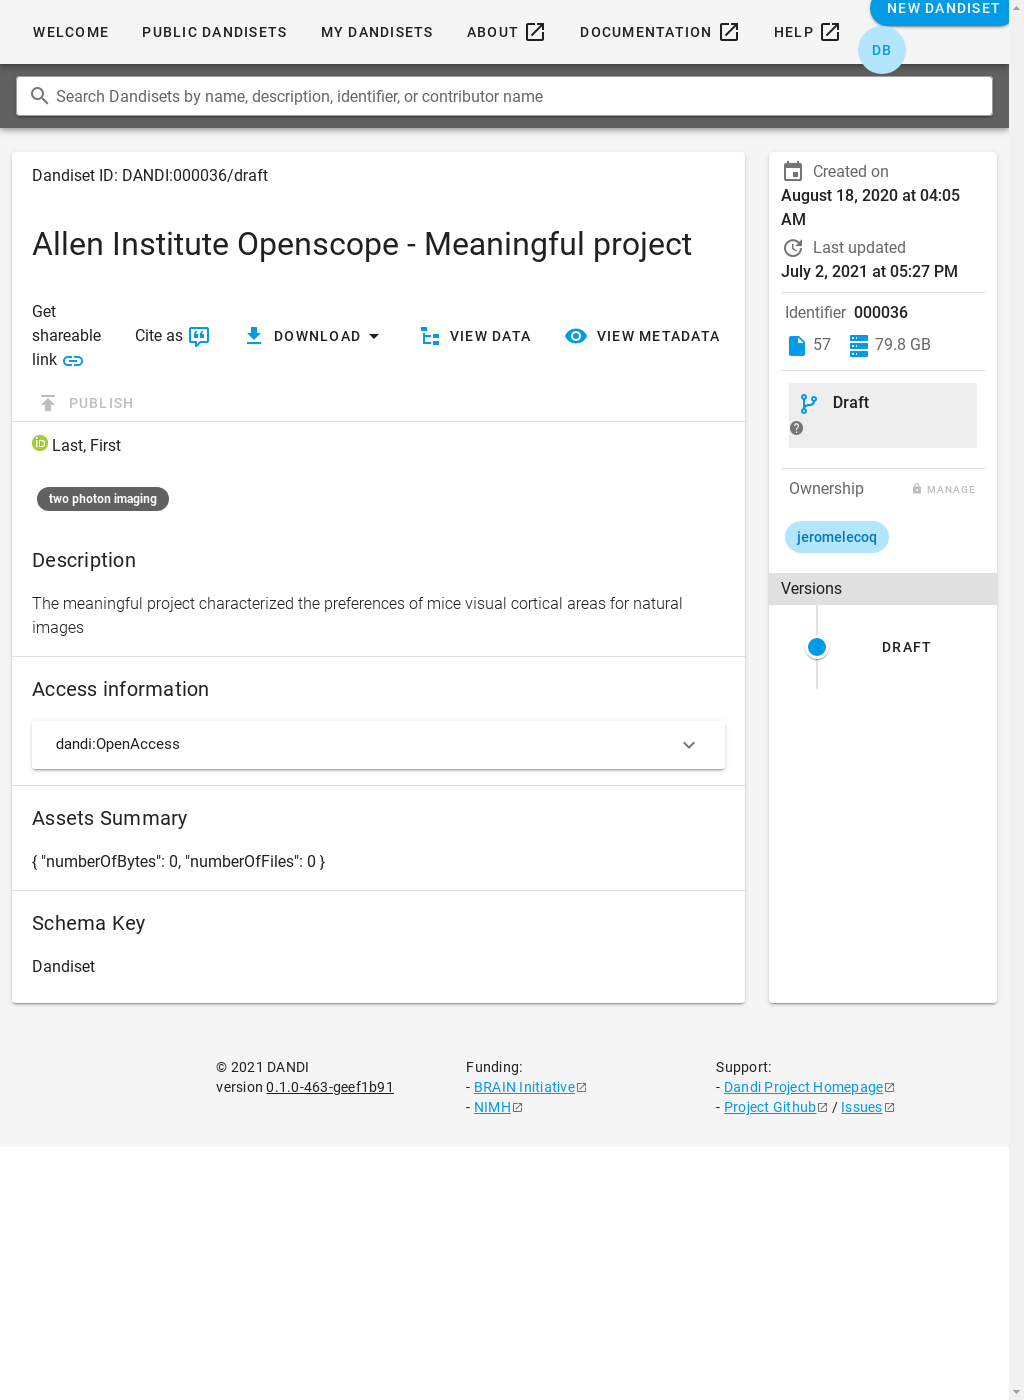 WELCOME
PUBLIC DANDISETS
MY DANDISETS
ABOUT
DOCUMENTATION
HELP
NEW DANDISET
DB
Search Dandisets by name, description, identifier, or contributor name
Dandiset ID: DANDI:000036/draft
Allen Institute Openscope - Meaningful project
Get
shareable
link
Cite as
DOWNLOAD
VIEW DATA
VIEW METADATA
PUBLISH
iD Last, First
two photon imaging
Description
The meaningful project characterized the preferences of mice visual cortical areas for natural
images
Access information
dandi:OpenAccess
Assets Summary
{ "numberOfBytes": 0, "numberOfFiles": 0 }
Schema Key
Dandiset
Created on
August 18, 2020 at 04:05
AM
Last updated
July 2, 2021 at 05:27 PM
Identifier 000036
57 79.8 GB
Draft
?
Ownership MANAGE
jeromelecoq
Versions
DRAFT
© 2021 DANDI
version 0.1.0-463-geef1b91
Funding:
- BRAIN Initiative
- NIMH
Support:
- Dandi Project Homepage
- Project Github / Issues